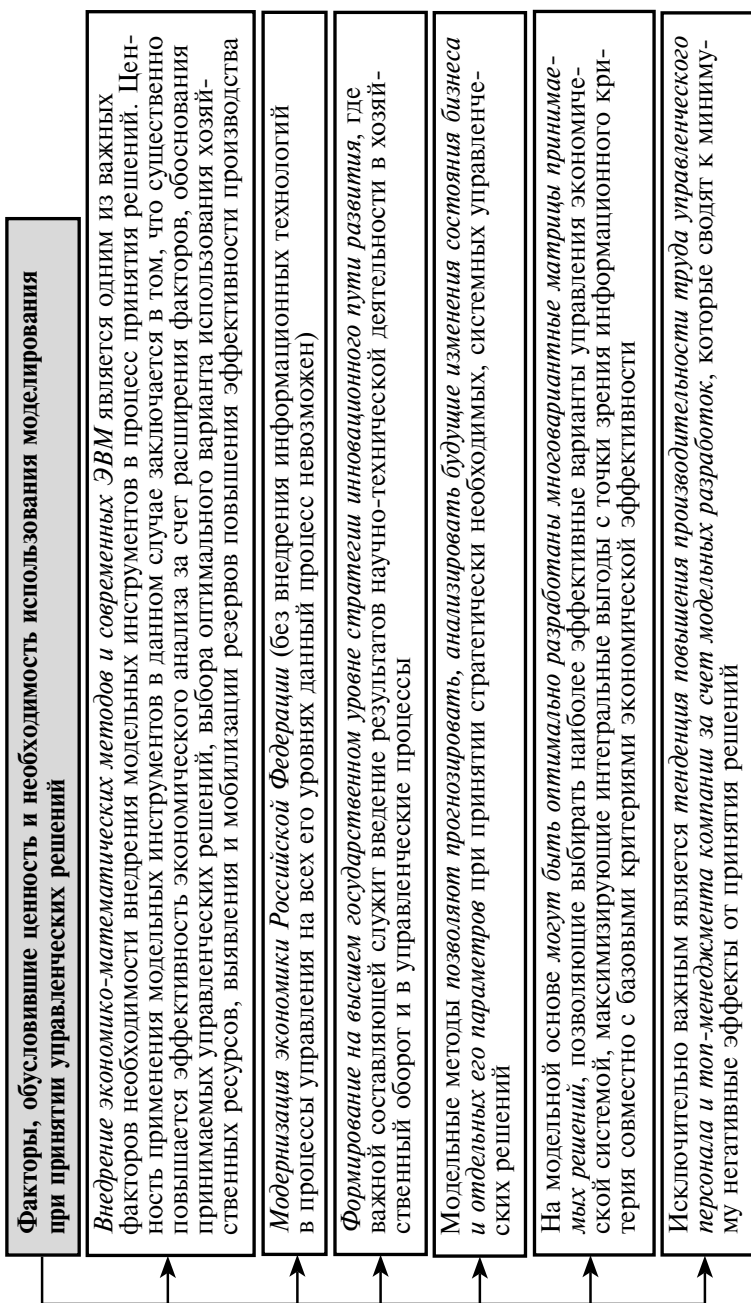 Факторы, обусловившие ценность и необходимость использования моделирования
при принятии управленческих решений
Внедрение экономико-математических методов и современных ЭВМ является одним из важных
факторов необходимости внедрения модельных инструментов в процесс принятия решений. Цен-
ность применения модельных инструментов в данном случае заключается в том, что существенно
повышается эффективность экономического анализа за счет расширения факторов, обоснования
принимаемых управленческих решений, выбора оптимального варианта использования хозяй-
ственных ресурсов, выявления и мобилизации резервов повышения эффективности производства
Модернизация экономики Российской Федерации (без внедрения информационных технологий
в процессы управления на всех его уровнях данный процесс невозможен)
Формирование на высшем государственном уровне стратегии инновационного пути развития, где
важной составляющей служит введение результатов научно-технической деятельности в хозяй-
ственный оборот и в управленческие процессы
Модельные методы позволяют прогнозировать, анализировать будущие изменения состояния бизнеса
и отдельных его параметров при принятии стратегически необходимых, системных управленче-
ских решений
На модельной основе могут быть оптимально разработаны многовариантные матрицы принимае-
мых решений, позволяющие выбирать наиболее эффективные варианты управления экономиче-
ской системой, максимизирующие интегральные выгоды с точки зрения информационного кри-
терия совместно с базовыми критериями экономической эффективности
Исключительно важным является тенденция повышения производительности труда управленческого
персонала и топ-менеджмента компании за счет модельных разработок, которые сводят к миниму-
му негативные эффекты от принятия решений